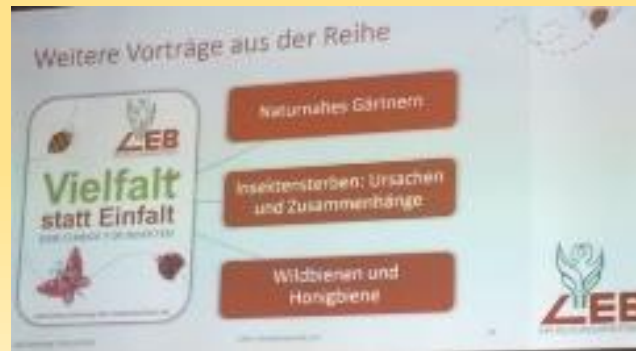 Weitere Vorträge aus der Reihe
LEB
Vielfalt
statt Einfalt
Naturnahes Gärtnern
Insektensterben: Ursachen
und Zusammenhänge
Wildbienen und
Honigbiene
LEB